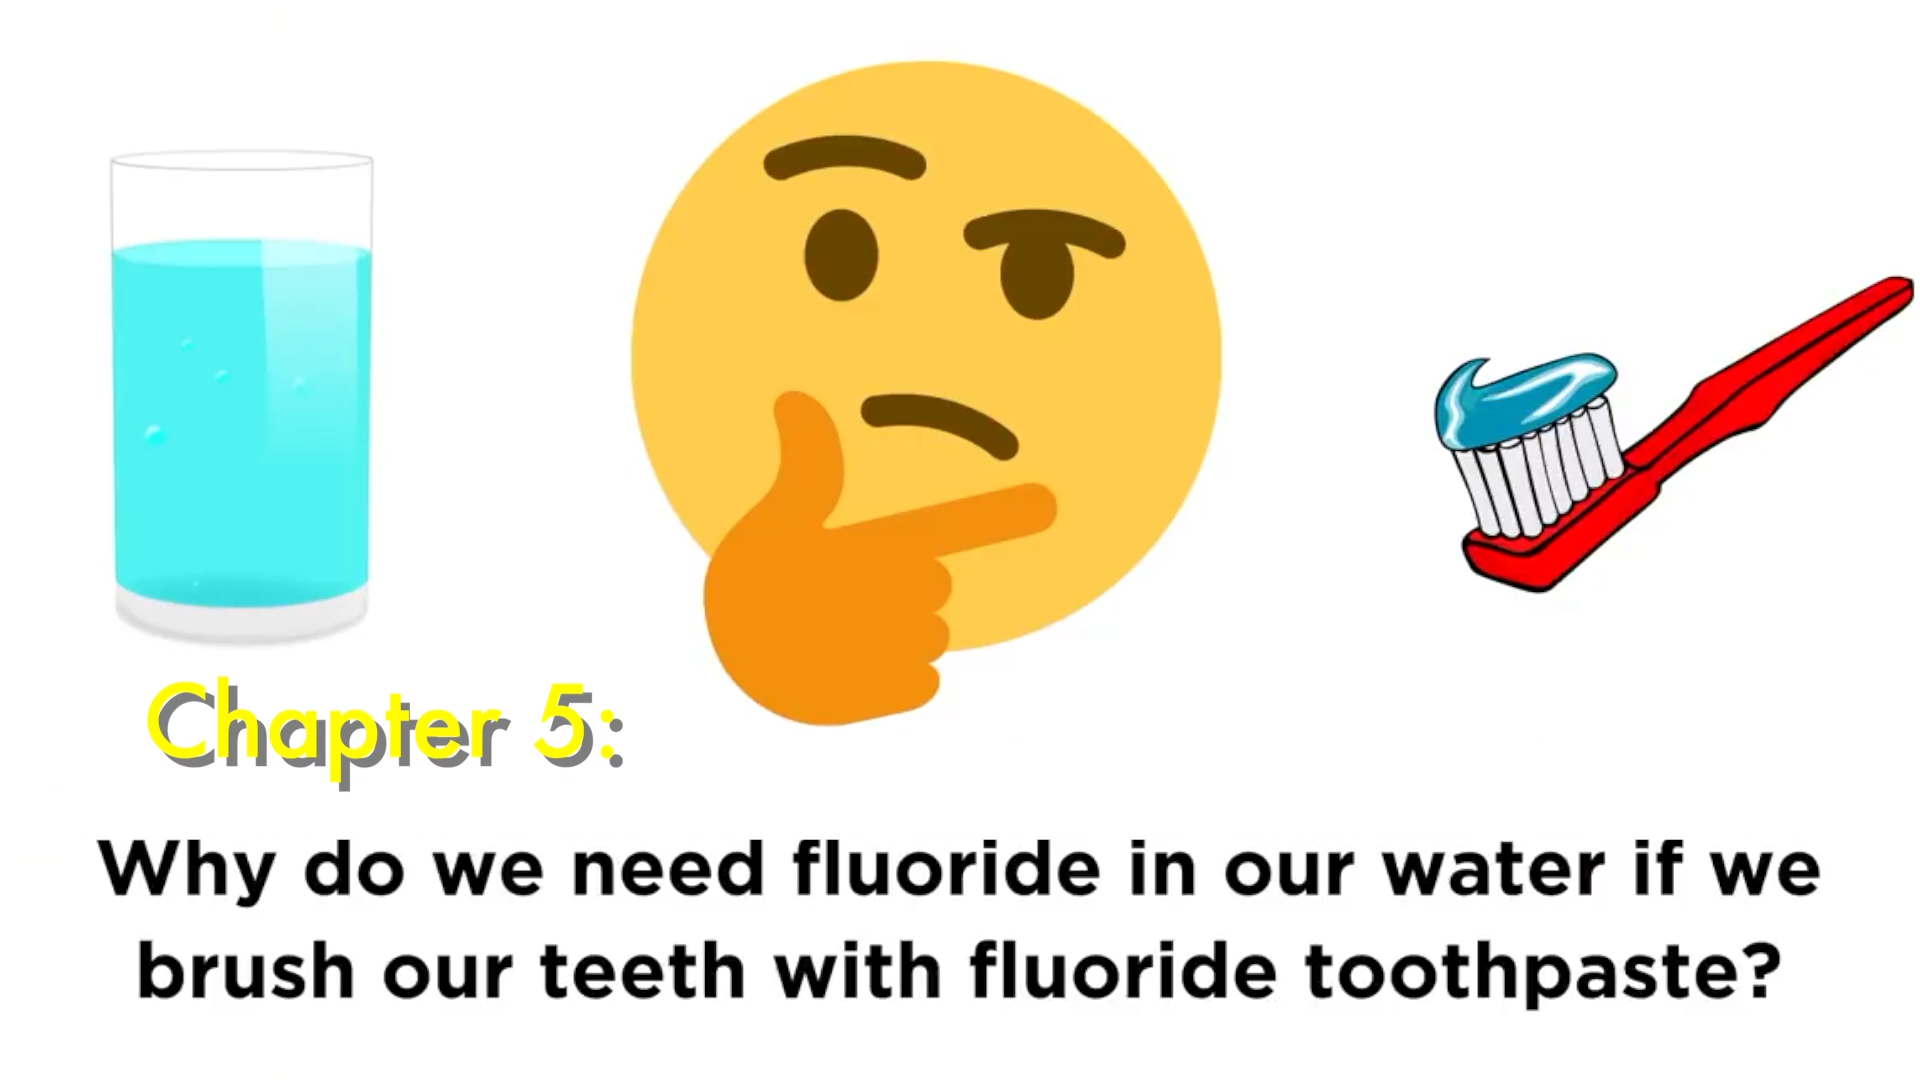 Chapter 5:
Why do we need fluoride in our water if we
brush our teeth with fluoride toothpaste?